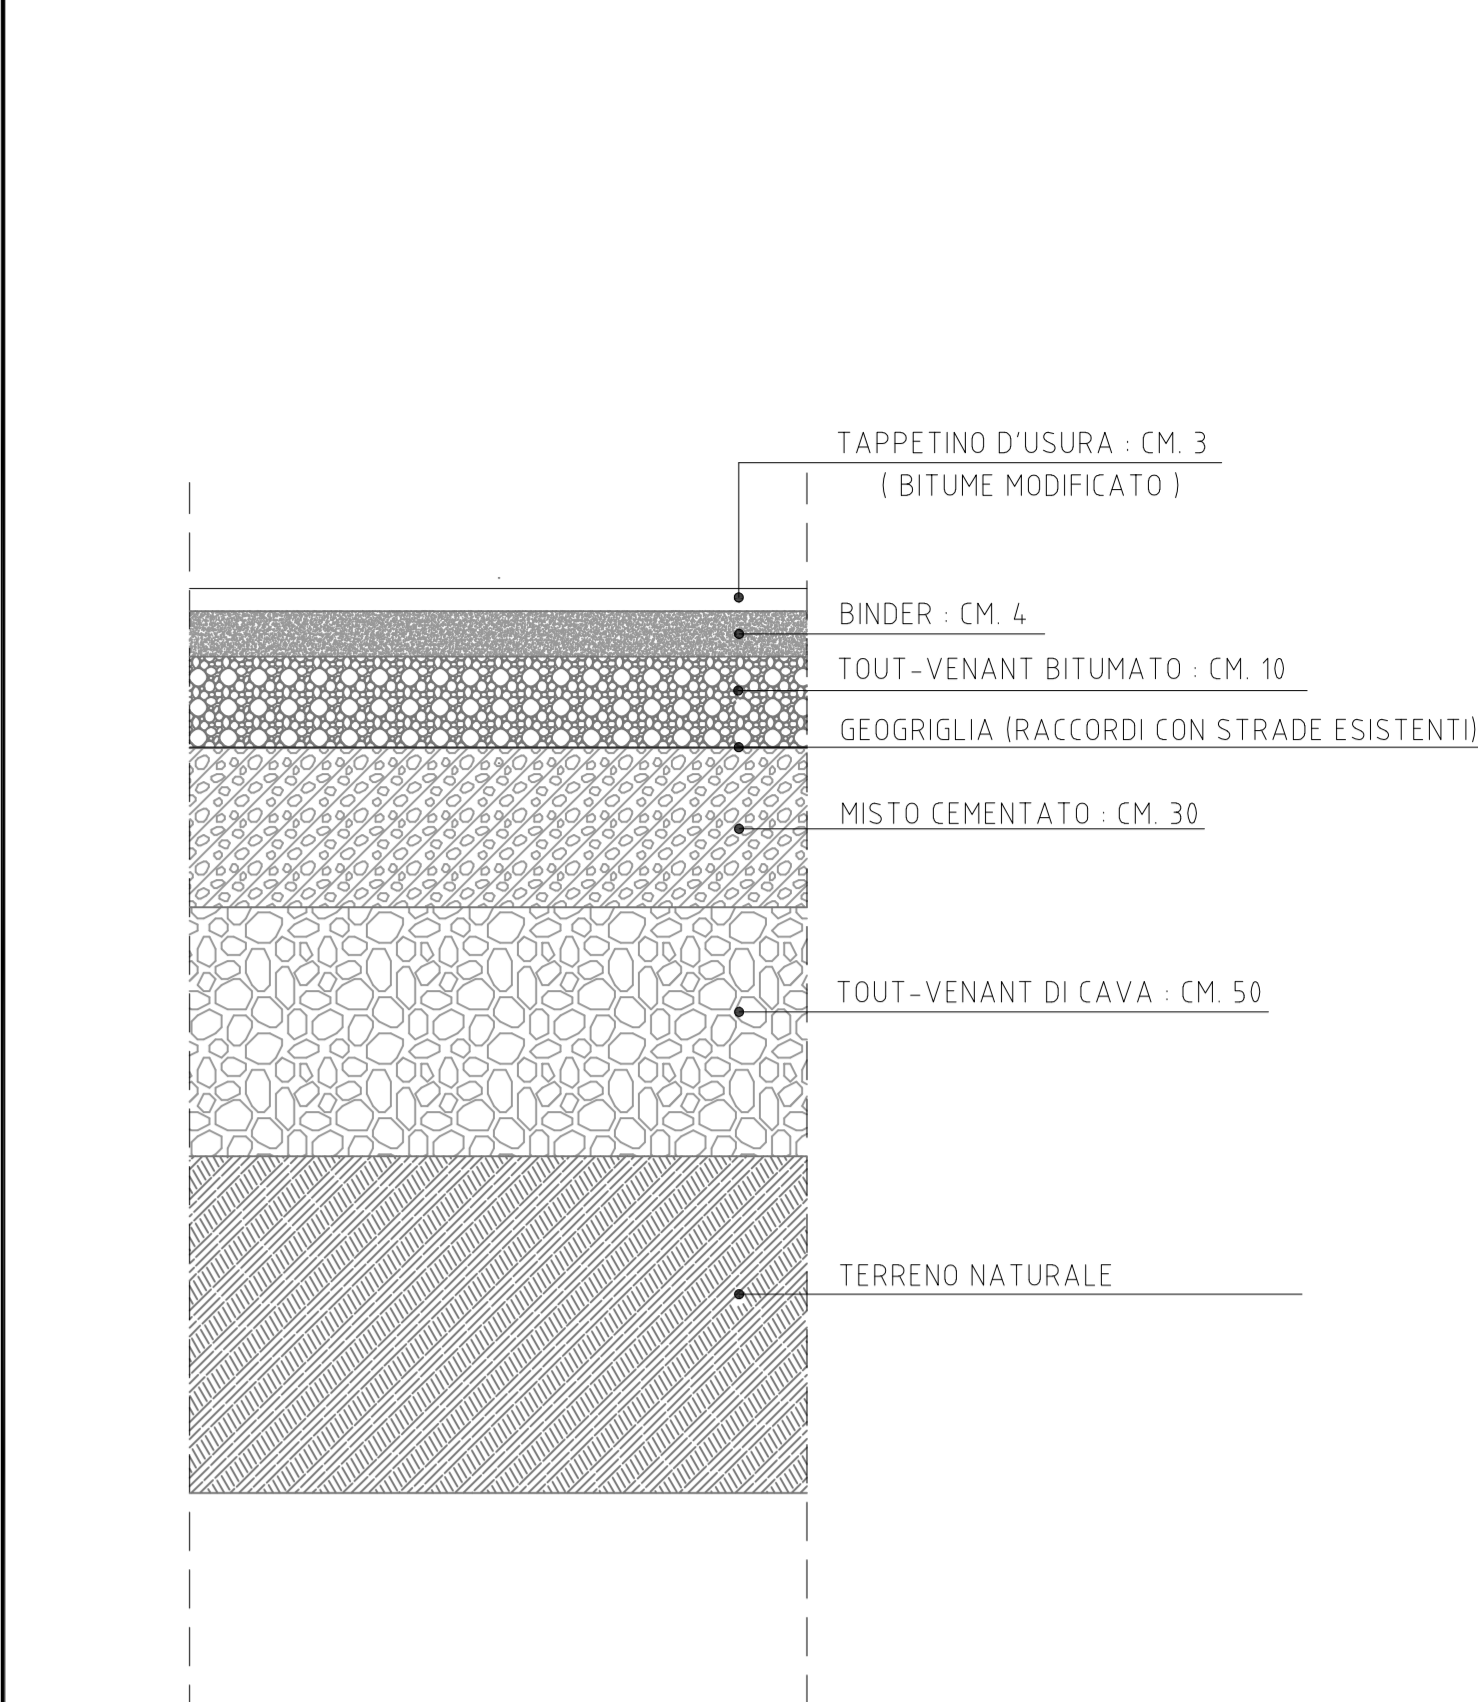 TAPPETINO D'USURA : CM. 3
( BITUME MODIFICATO )
BINDER : CM. 4
TOUT-VENANT BITUMATO : CM. 10
GEOGRIGLIA (RACCORDI CON STRADE ESISTENTI)
MISTO CEMENTATO : CM. 30
TOUT-VENANT DI CAVA : CM. 50
TERRENO NATURALE